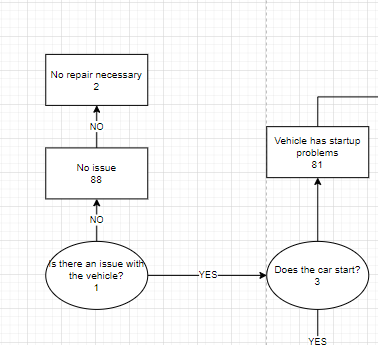 No repair necessary
2
NO
No issue
88
NO
Is there an issue with
the vehicle?
1
YES
Vehicle has startup
problems
81
Does the car start?
3
YES